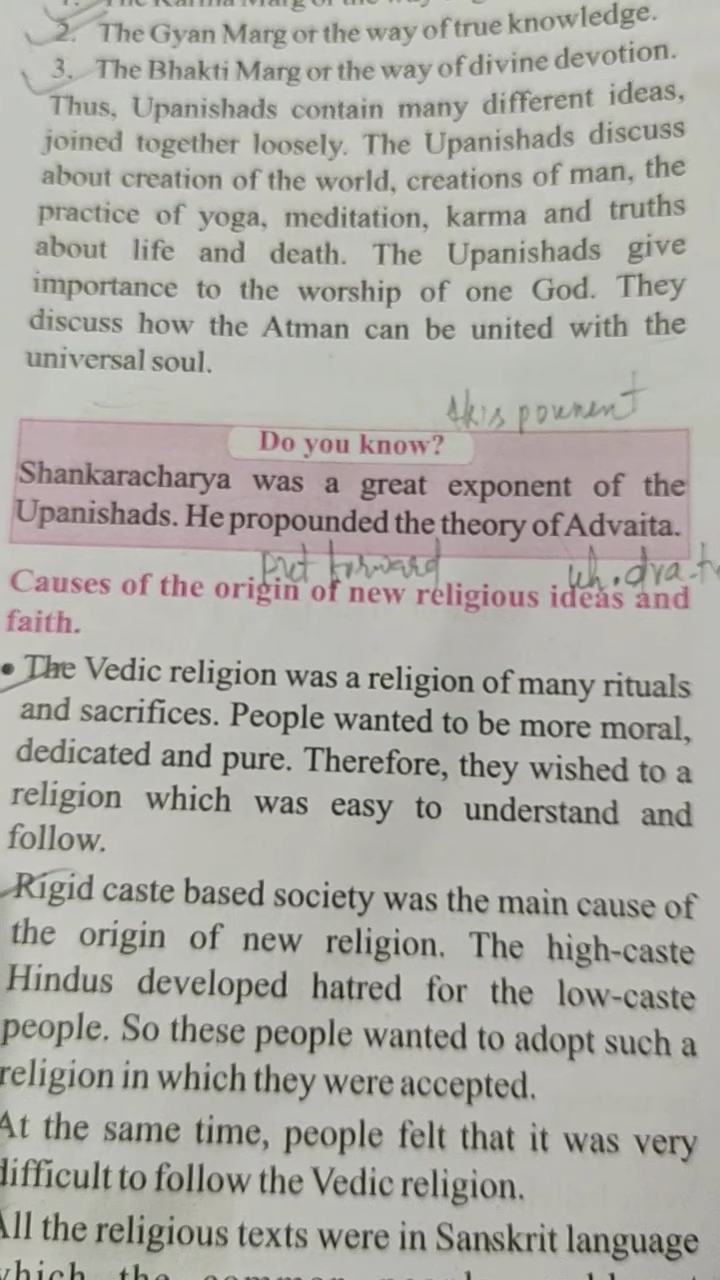 2. The Gyan Marg or the way of true knowledge.
3. The Bhakti Marg or the way of divine devotion.
Thus, Upanishads contain many different ideas,
joined together loosely. The Upanishads discuss
about creation of the world, creations of man, the
practice of yoga, meditation, karma and truths
about life and death. The Upanishads give
importance to the worship of one God. They
discuss how the Atman can be united with the
universal soul.
Do you know?
Shankaracharya was a great exponent of the
Upanishads. He propounded the theory of Advaita.
put forward
Causes of the origin of new religious ideas and
faith.
• The Vedic religion was a religion of many rituals
and sacrifices. People wanted to be more moral,
dedicated and pure. Therefore, they wished to a
religion which was easy to understand and
follow.
Rigid caste based society was the main cause of
the origin of new religion. The high-caste
Hindus developed hatred for the low-caste
people. So these people wanted to adopt such a
religion in which they were accepted.
At the same time, people felt that it was very
difficult to follow the Vedic religion.
All the religious texts were in Sanskrit language
which the common